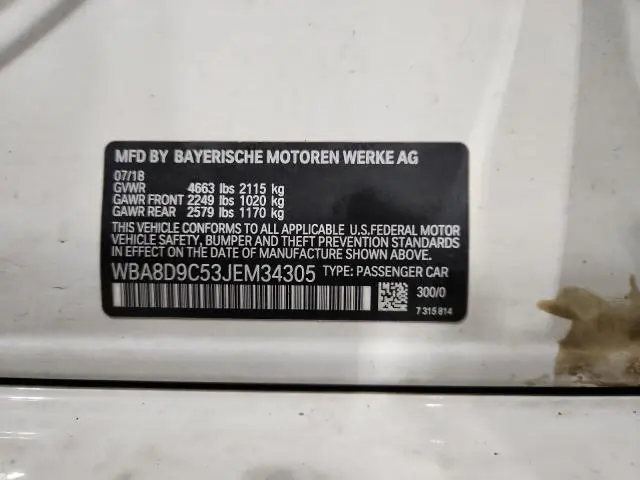 MFD BY BAYERISCHE MOTOREN WERKE AG
07/18
GVWR 4663 lbs 2115 kg
GAWR FRONT 2249 lbs 1020 kg
GAWR REAR 2579 lbs 1170 kg
THIS VEHICLE CONFORMS TO ALL APPLICABLE U.S.FEDERAL MOTOR
VEHICLE SAFETY, BUMPER AND THEFT PREVENTION STANDARDS
IN EFFECT ON THE DATE OF MANUFACTURE SHOWN ABOVE.
WBA8D9C53JEM34305 TYPE: PASSENGER CAR
300/0
7 315 814